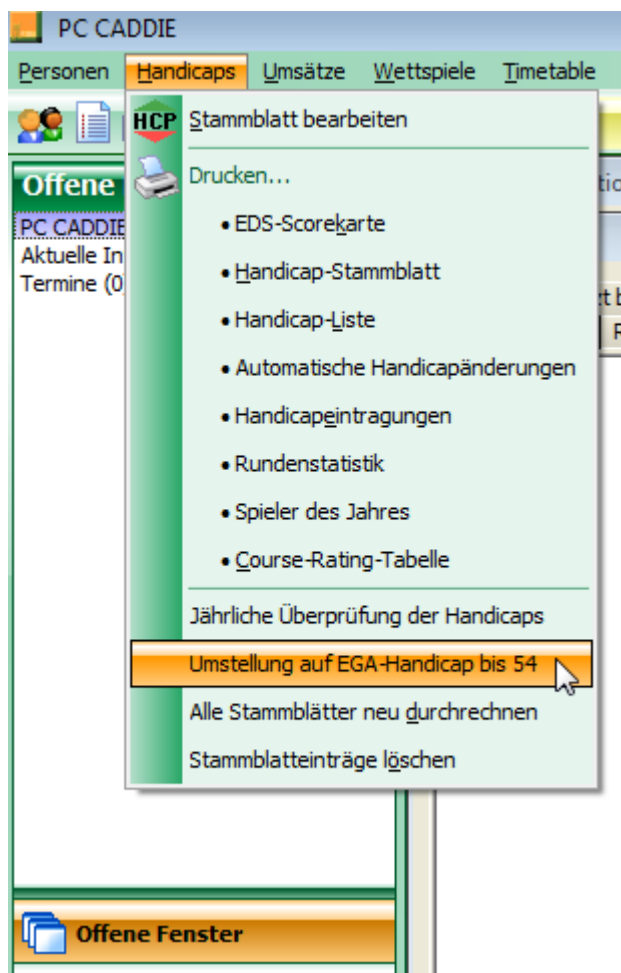 PC CADDIE
Personen Handicaps Umsätze Wettspiele Timetable
HCP Stammblatt bearbeiten
Drucken...
Offene
• EDS-Scorekarte
PC CADDIE
Aktuelle In
• Handicap-Stammblatt
Termine (0
• Handicap-Liste
• Automatische Handicapänderungen
• Handicapeintragungen
• Rundenstatistik
• Spieler des Jahres
• Course-Rating-Tabelle
Jährliche Überprüfung der Handicaps
Umstellung auf EGA-Handicap bis 54
Alle Stammblätter neu durchrechnen
Stammblatteinträge löschen
Offene Fenster